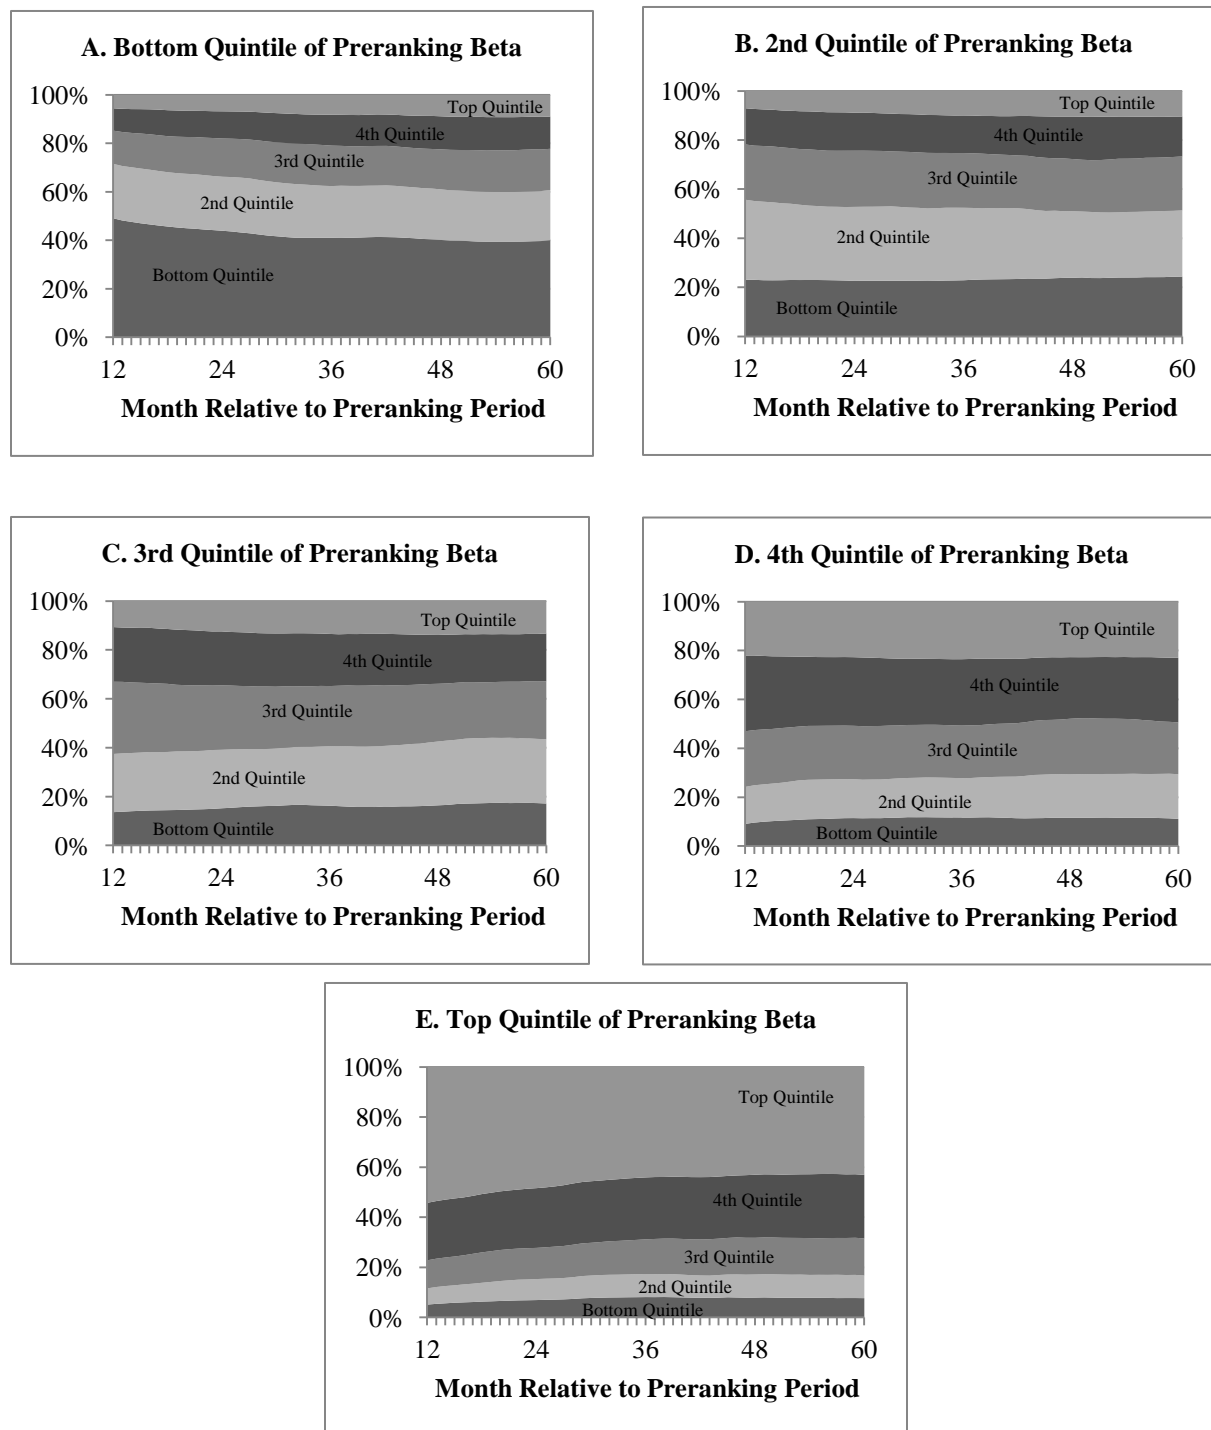 A. Bottom Quintile of Preranking Beta
100%
80%
60%
40%
20%
0%
Top Quintile
4th Quintile
3rd Quintile
2nd Quintile
Bottom Quintile
12 24 36 48 60
Month Relative to Preranking Period
B. 2nd Quintile of Preranking Beta
100%
80%
60%
40%
20%
0%
Top Quintile
4th Quintile
3rd Quintile
2nd Quintile
Bottom Quintile
12 24 36 48 60
Month Relative to Preranking Period
C. 3rd Quintile of Preranking Beta
100%
80%
60%
40%
20%
0%
Top Quintile
4th Quintile
3rd Quintile
2nd Quintile
Bottom Quintile
12 24 36 48 60
Month Relative to Preranking Period
D. 4th Quintile of Preranking Beta
100%
80%
60%
40%
20%
0%
Top Quintile
4th Quintile
3rd Quintile
2nd Quintile
Bottom Quintile
12 24 36 48 60
Month Relative to Preranking Period
E. Top Quintile of Preranking Beta
100%
80%
60%
40%
20%
0%
Top Quintile
4th Quintile
3rd Quintile
2nd Quintile
Bottom Quintile
12 24 36 48 60
Month Relative to Preranking Period